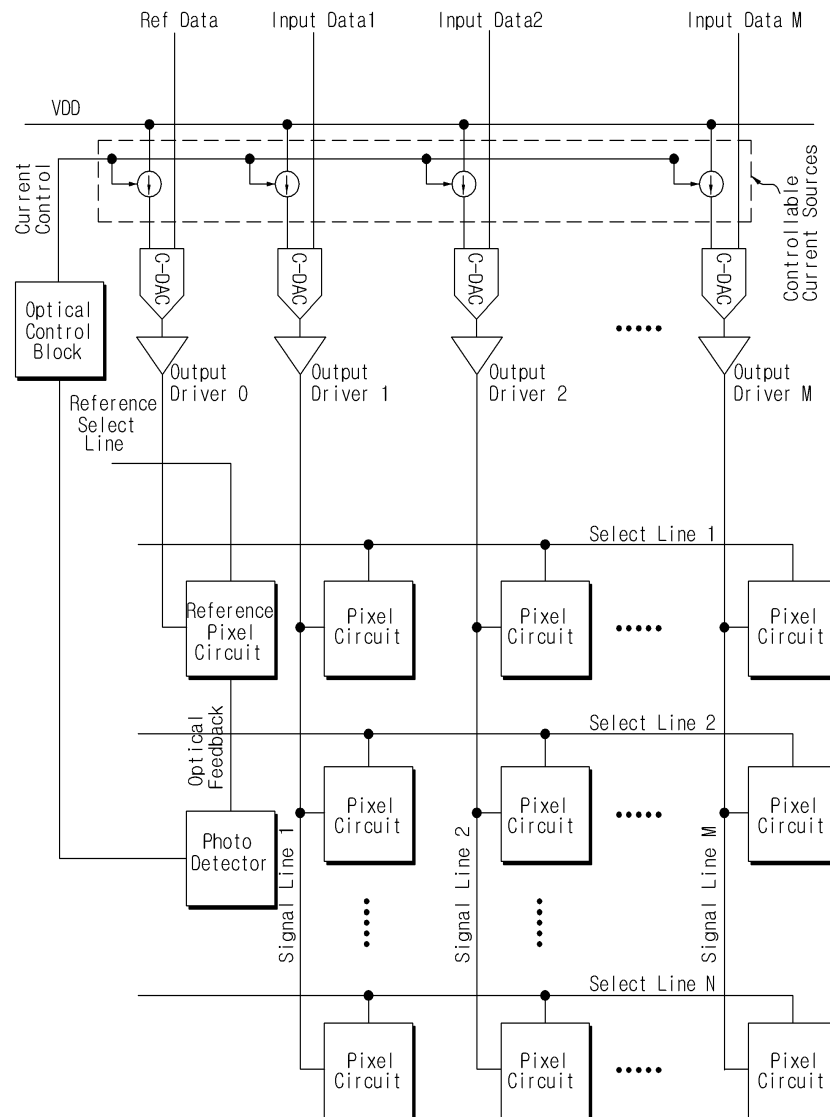 Ref Data
Input Data1
Input Data2
Input Data M
VDD
Current
Control
Controllable
Current Sources
C-DAC
C-DAC
C-DAC
C-DAC
Optical
Control
Block
Output
Driver 0
Output
Driver 1
Output
Driver 2
Output
Driver M
Reference
Select
Line
Select Line 1
Reference
Pixel
Circuit
Pixel
Circuit
Pixel
Circuit
Pixel
Circuit
Optical
Feedback
Select Line 2
Photo
Detector
Pixel
Circuit
Pixel
Circuit
Pixel
Circuit
Signal Line 1
Signal Line 2
Signal Line M
Select Line N
Pixel
Circuit
Pixel
Circuit
Pixel
Circuit